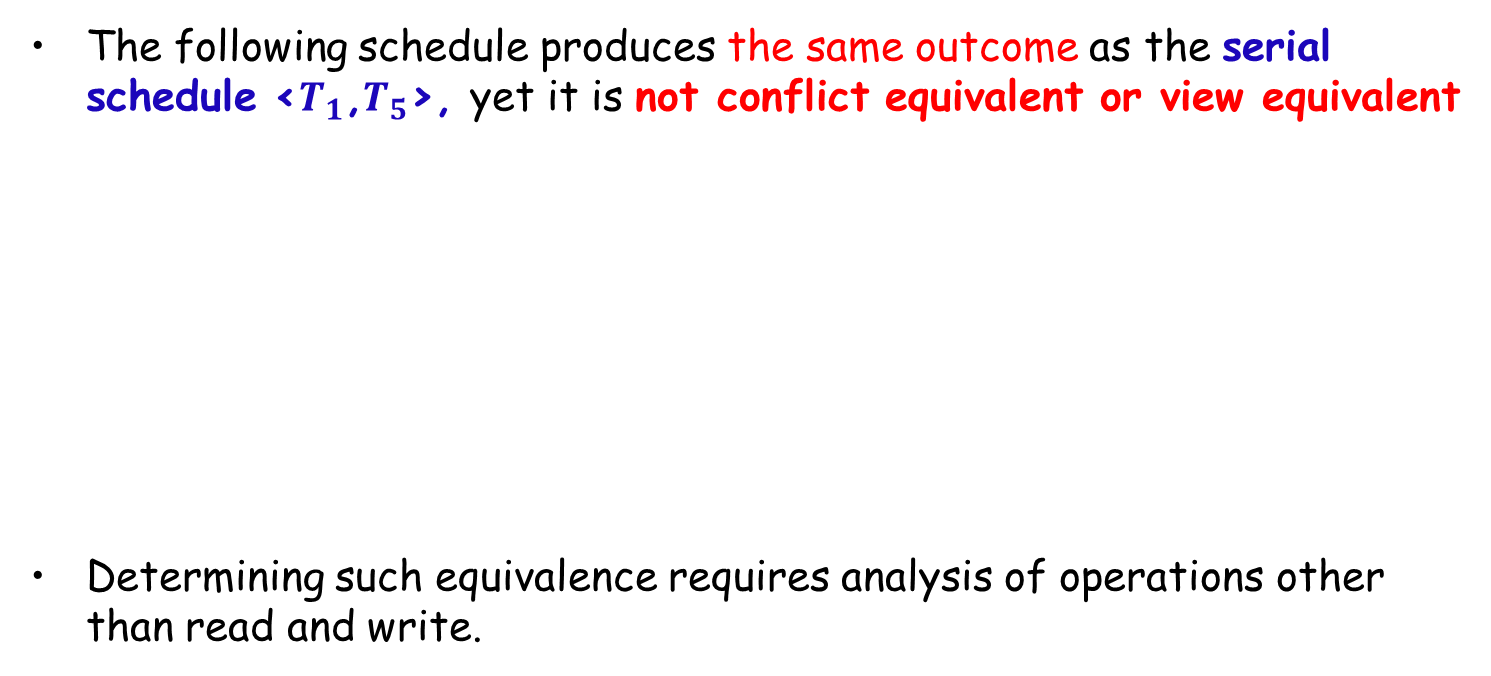 • The following schedule produces the same outcome as the serial
schedule <T₁,T₅>, yet it is not conflict equivalent or view equivalent
• Determining such equivalence requires analysis of operations other
than read and write.